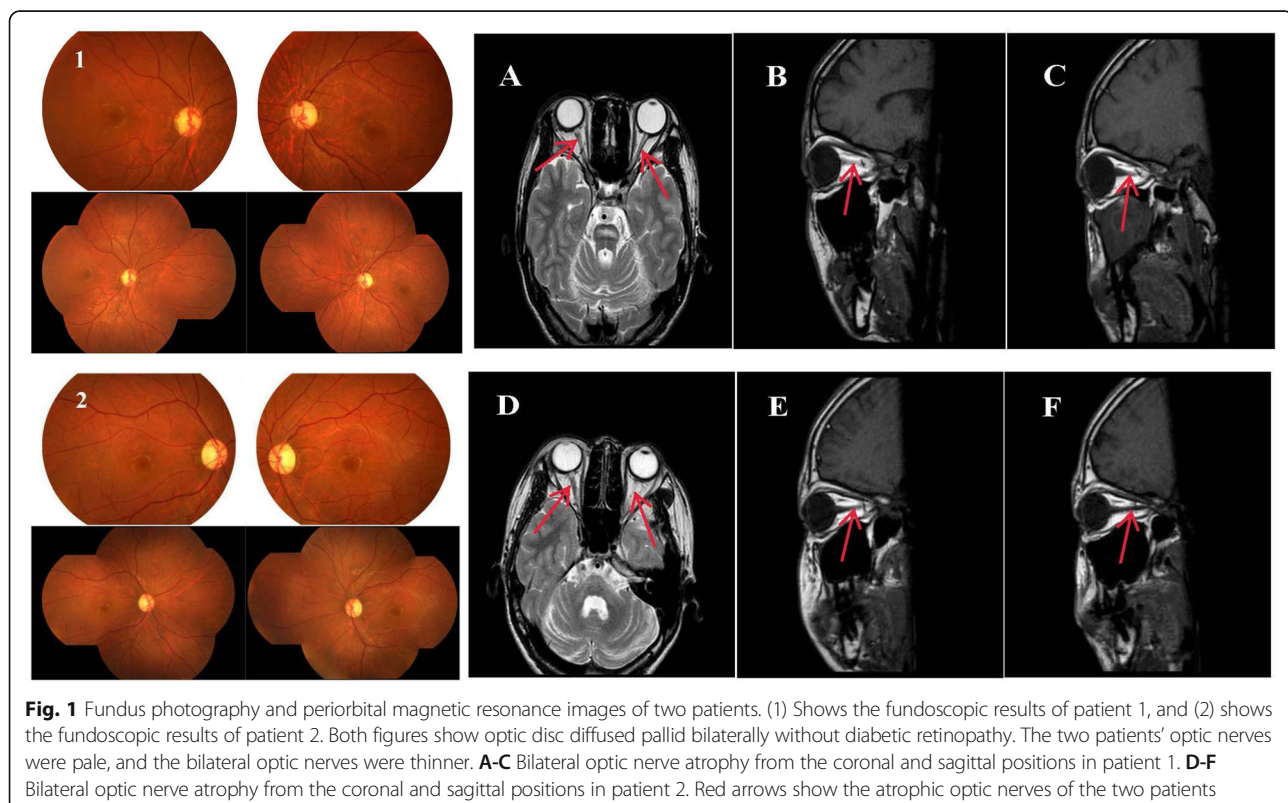 1
A
B
C
2
D
E
F
Fig. 1 Fundus photography and periorbital magnetic resonance images of two patients. (1) Shows the fundoscopic results of patient 1, and (2) shows
the fundoscopic results of patient 2. Both figures show optic disc diffused pallid bilaterally without diabetic retinopathy. The two patients' optic nerves
were pale, and the bilateral optic nerves were thinner. A-C Bilateral optic nerve atrophy from the coronal and sagittal positions in patient 1. D-F
Bilateral optic nerve atrophy from the coronal and sagittal positions in patient 2. Red arrows show the atrophic optic nerves of the two patients